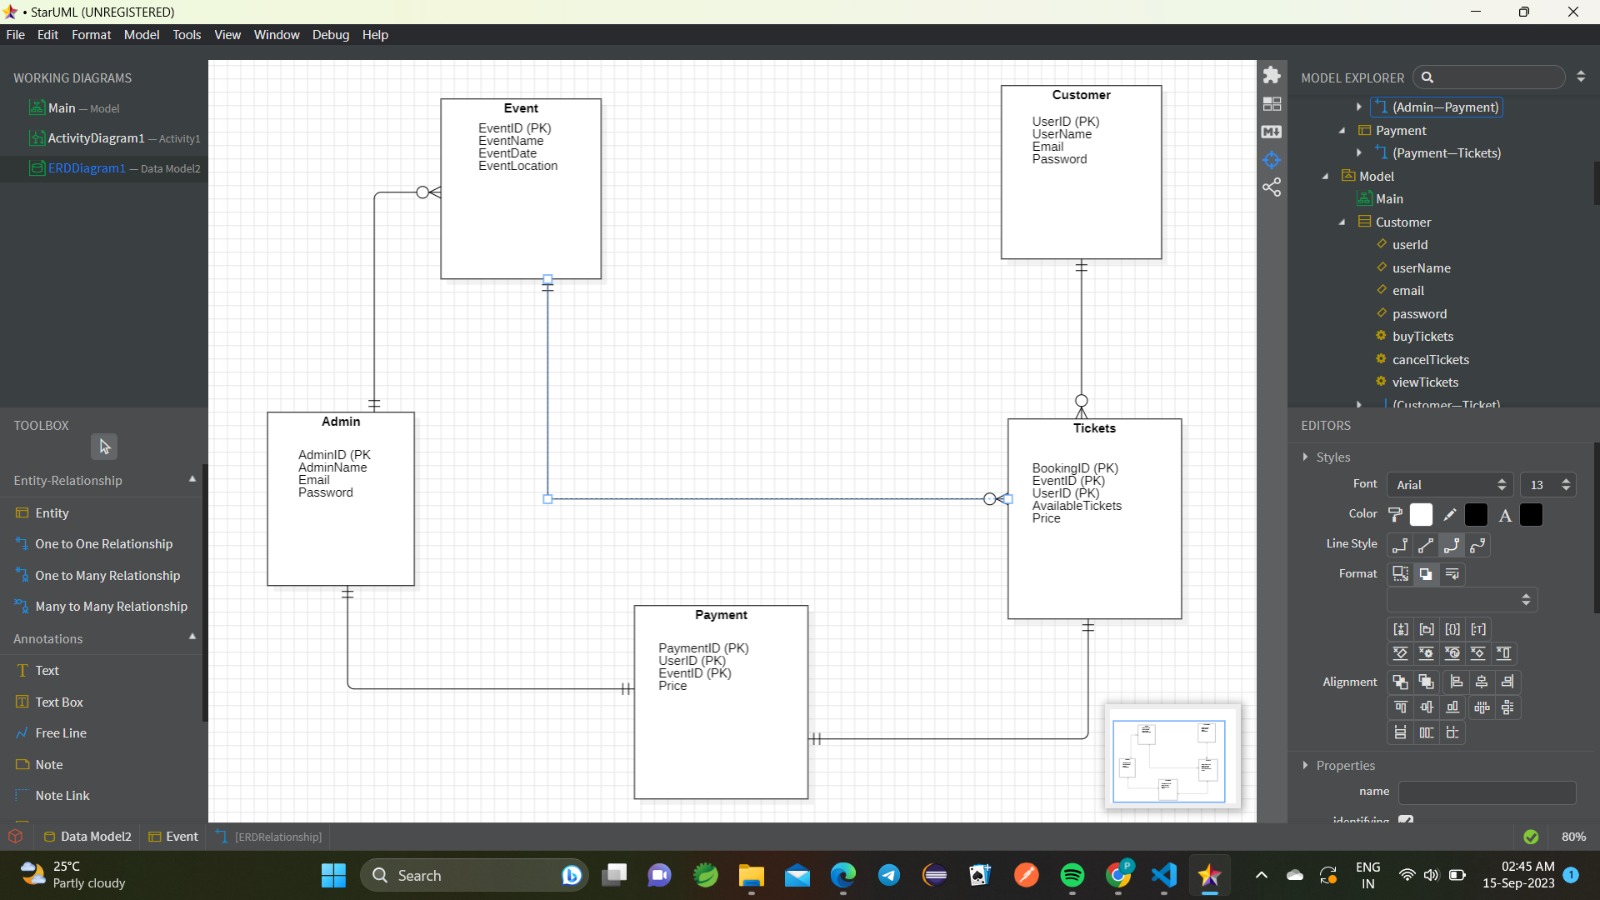 • StarUML (UNREGISTERED)
File Edit Format Model Tools View Window Debug Help
WORKING DIAGRAMS
Main — Model
ActivityDiagram1 — Activity1
ERDDiagram1 — Data Model2
TOOLBOX
Entity-Relationship
Entity
One to One Relationship
One to Many Relationship
Many to Many Relationship
Annotations
Text
Text Box
Free Line
Note
Note Link
Event
EventID (PK)
EventName
EventDate
EventLocation
Customer
UserID (PK)
UserName
Email
Password
Admin
AdminID (PK
AdminName
Email
Password
Tickets
BookingID (PK)
EventID (PK)
UserID (PK)
AvailableTickets
Price
Payment
PaymentID (PK)
UserID (PK)
EventID (PK)
Price
MODEL EXPLORER
(Admin—Payment)
Payment
(Payment—Tickets)
Model
Main
Customer
userId
userName
email
password
buyTickets
cancelTickets
viewTickets
(Customer—Ticket)
EDITORS
Styles
Font Arial 13
Color A
Line Style
Format
Alignment
Properties
name
identifying
Data Model2 Event [ERDRelationship]
80%
25°C
Partly cloudy
Search
P
ENG
IN
02:45 AM
15-Sep-2023
1